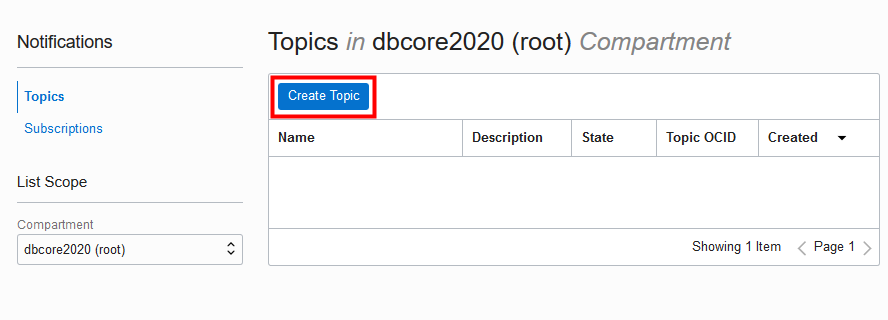 Notifications
Topics
Subscriptions
List Scope
Compartment
dbcore2020 (root)
Topics in dbcore2020 (root) Compartment
Create Topic
Name Description State Topic OCID Created
Showing 1 Item Page 1